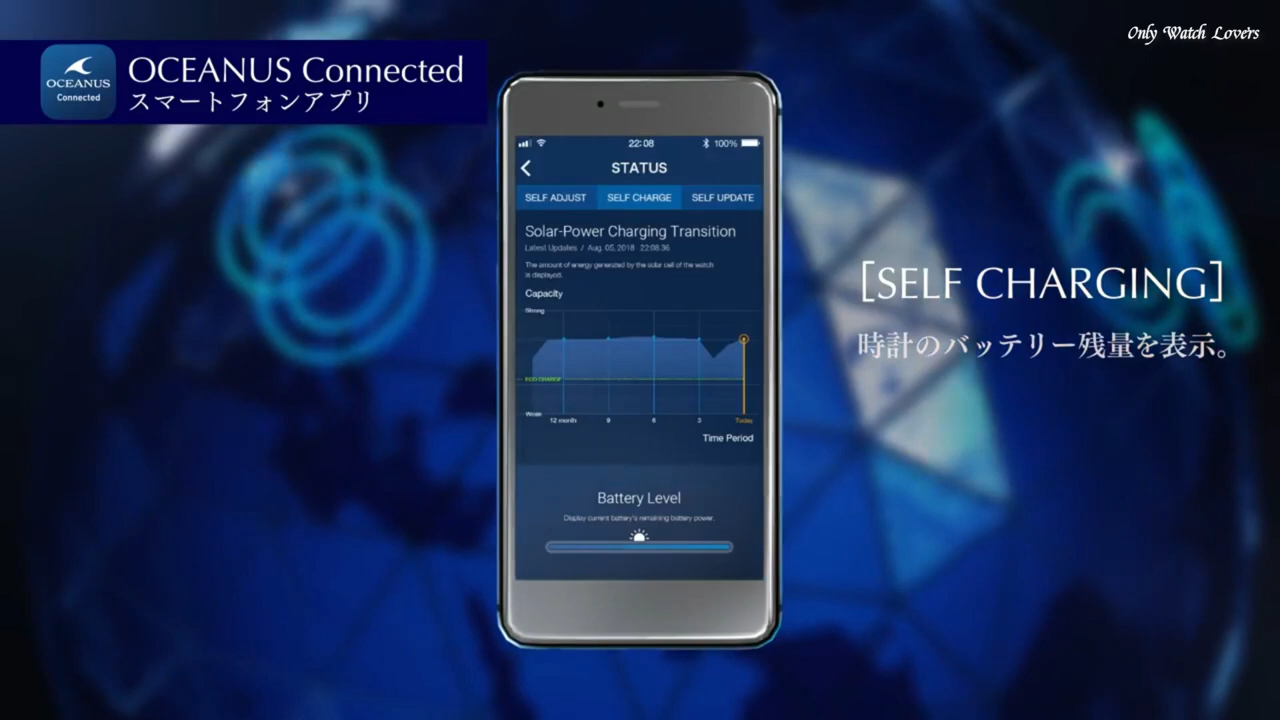 Only Watch Lovers
OCEANUS
Connected
OCEANUS Connected
スマートフォンアプリ
22:08
100%
STATUS
SELF ADJUST
SELF CHARGE
SELF UPDATE
Solar-Power Charging Transition
Latest Updates / Aug. 05, 2018 22:08:36
The amount of energy generated by the solar cell of the watch
is displayed.
Capacity
Strong
ECO CHARGE
Weak
12 month
9
6
3
Today
Time Period
Battery Level
Display current battery's remaining battery power.
[SELF CHARGING]
時計のバッテリー残量を表示。